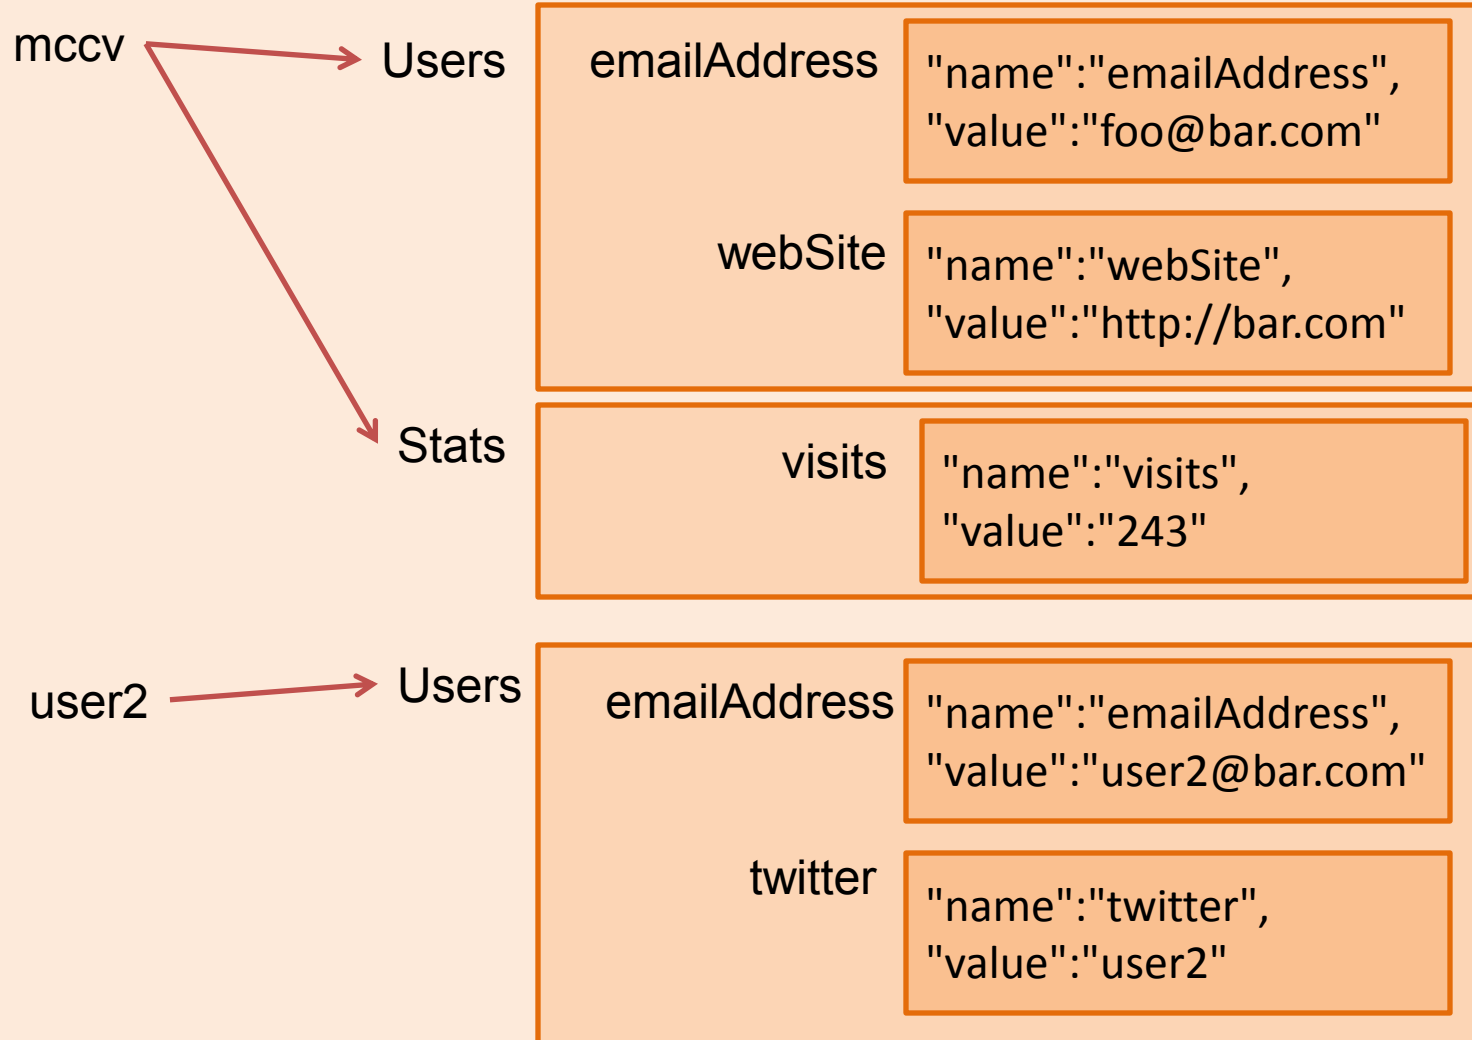 mccv
Users
emailAddress
"name":"emailAddress",
"value":"foo@bar.com"
webSite
"name":"webSite",
"value":"http://bar.com"
Stats
visits
"name":"visits",
"value":"243"
user2
Users
emailAddress
"name":"emailAddress",
"value":"user2@bar.com"
twitter
"name":"twitter",
"value":"user2"